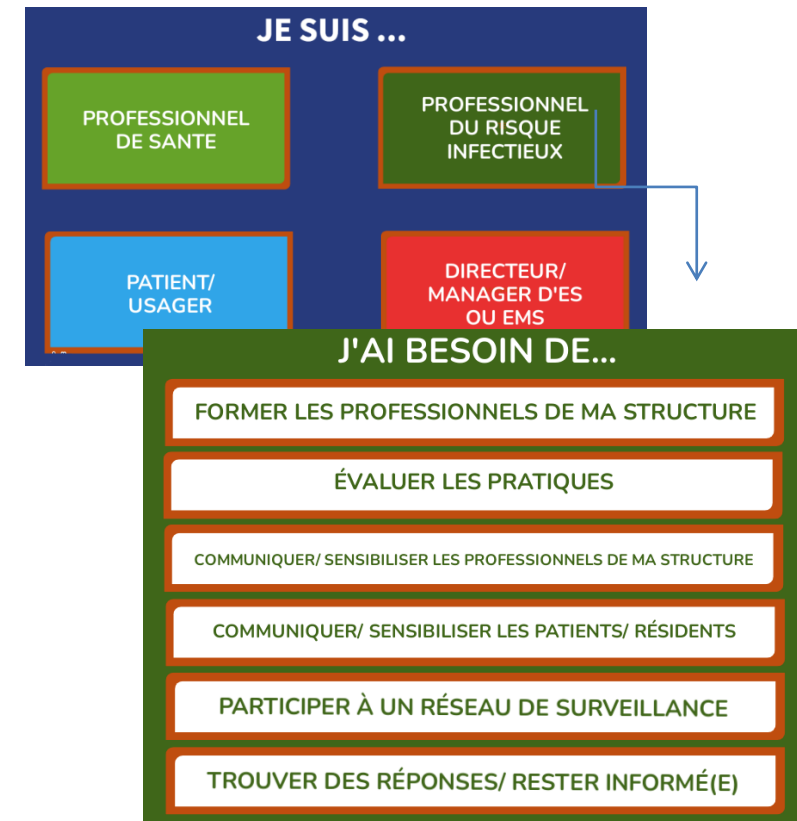 JE SUIS ...
PROFESSIONNEL
DE SANTE
PROFESSIONNEL
DU RISQUE
INFECTIEUX
PATIENT/
USAGER
DIRECTEUR/
MANAGER D'ES
OU EMS
J'AI BESOIN DE...
FORMER LES PROFESSIONNELS DE MA STRUCTURE
ÉVALUER LES PRATIQUES
COMMUNIQUER/ SENSIBILISER LES PROFESSIONNELS DE MA STRUCTURE
COMMUNIQUER/ SENSIBILISER LES PATIENTS/ RÉSIDENTS
PARTICIPER À UN RÉSEAU DE SURVEILLANCE
TROUVER DES RÉPONSES/ RESTER INFORMÉ(E)